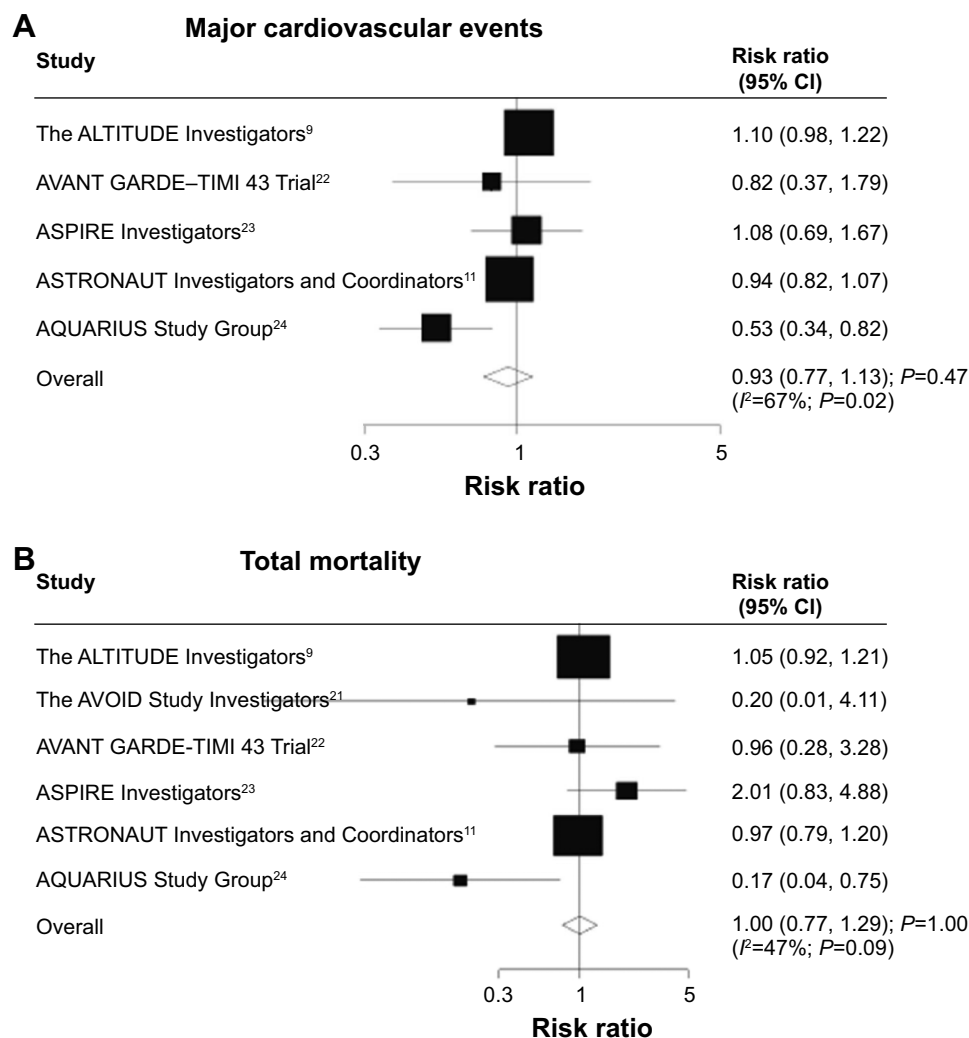 A Major cardiovascular events
Study Risk ratio
(95% CI)
The ALTITUDE Investigators⁹ 1.10 (0.98, 1.22)
AVANT GARDE–TIMI 43 Trial²² 0.82 (0.37, 1.79)
ASPIRE Investigators²³ 1.08 (0.69, 1.67)
ASTRONAUT Investigators and Coordinators¹¹ 0.94 (0.82, 1.07)
AQUARIUS Study Group²⁴ 0.53 (0.34, 0.82)
Overall 0.93 (0.77, 1.13); P=0.47
(I²=67%; P=0.02)
0.3 1 5
Risk ratio
B Total mortality
Study Risk ratio
(95% CI)
The ALTITUDE Investigators⁹ 1.05 (0.92, 1.21)
The AVOID Study Investigators²¹ 0.20 (0.01, 4.11)
AVANT GARDE-TIMI 43 Trial²² 0.96 (0.28, 3.28)
ASPIRE Investigators²³ 2.01 (0.83, 4.88)
ASTRONAUT Investigators and Coordinators¹¹ 0.97 (0.79, 1.20)
AQUARIUS Study Group²⁴ 0.17 (0.04, 0.75)
Overall 1.00 (0.77, 1.29); P=1.00
(I²=47%; P=0.09)
0.3 1 5
Risk ratio